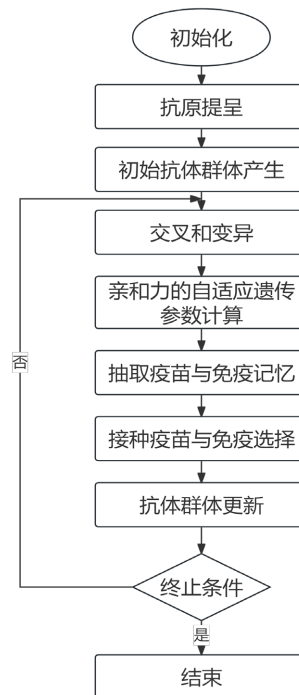 初始化
抗原提呈
初始抗体群体产生
交叉和变异
亲和力的自适应遗传
参数计算
否
抽取疫苗与免疫记忆
接种疫苗与免疫选择
抗体群体更新
终止条件
是
结束